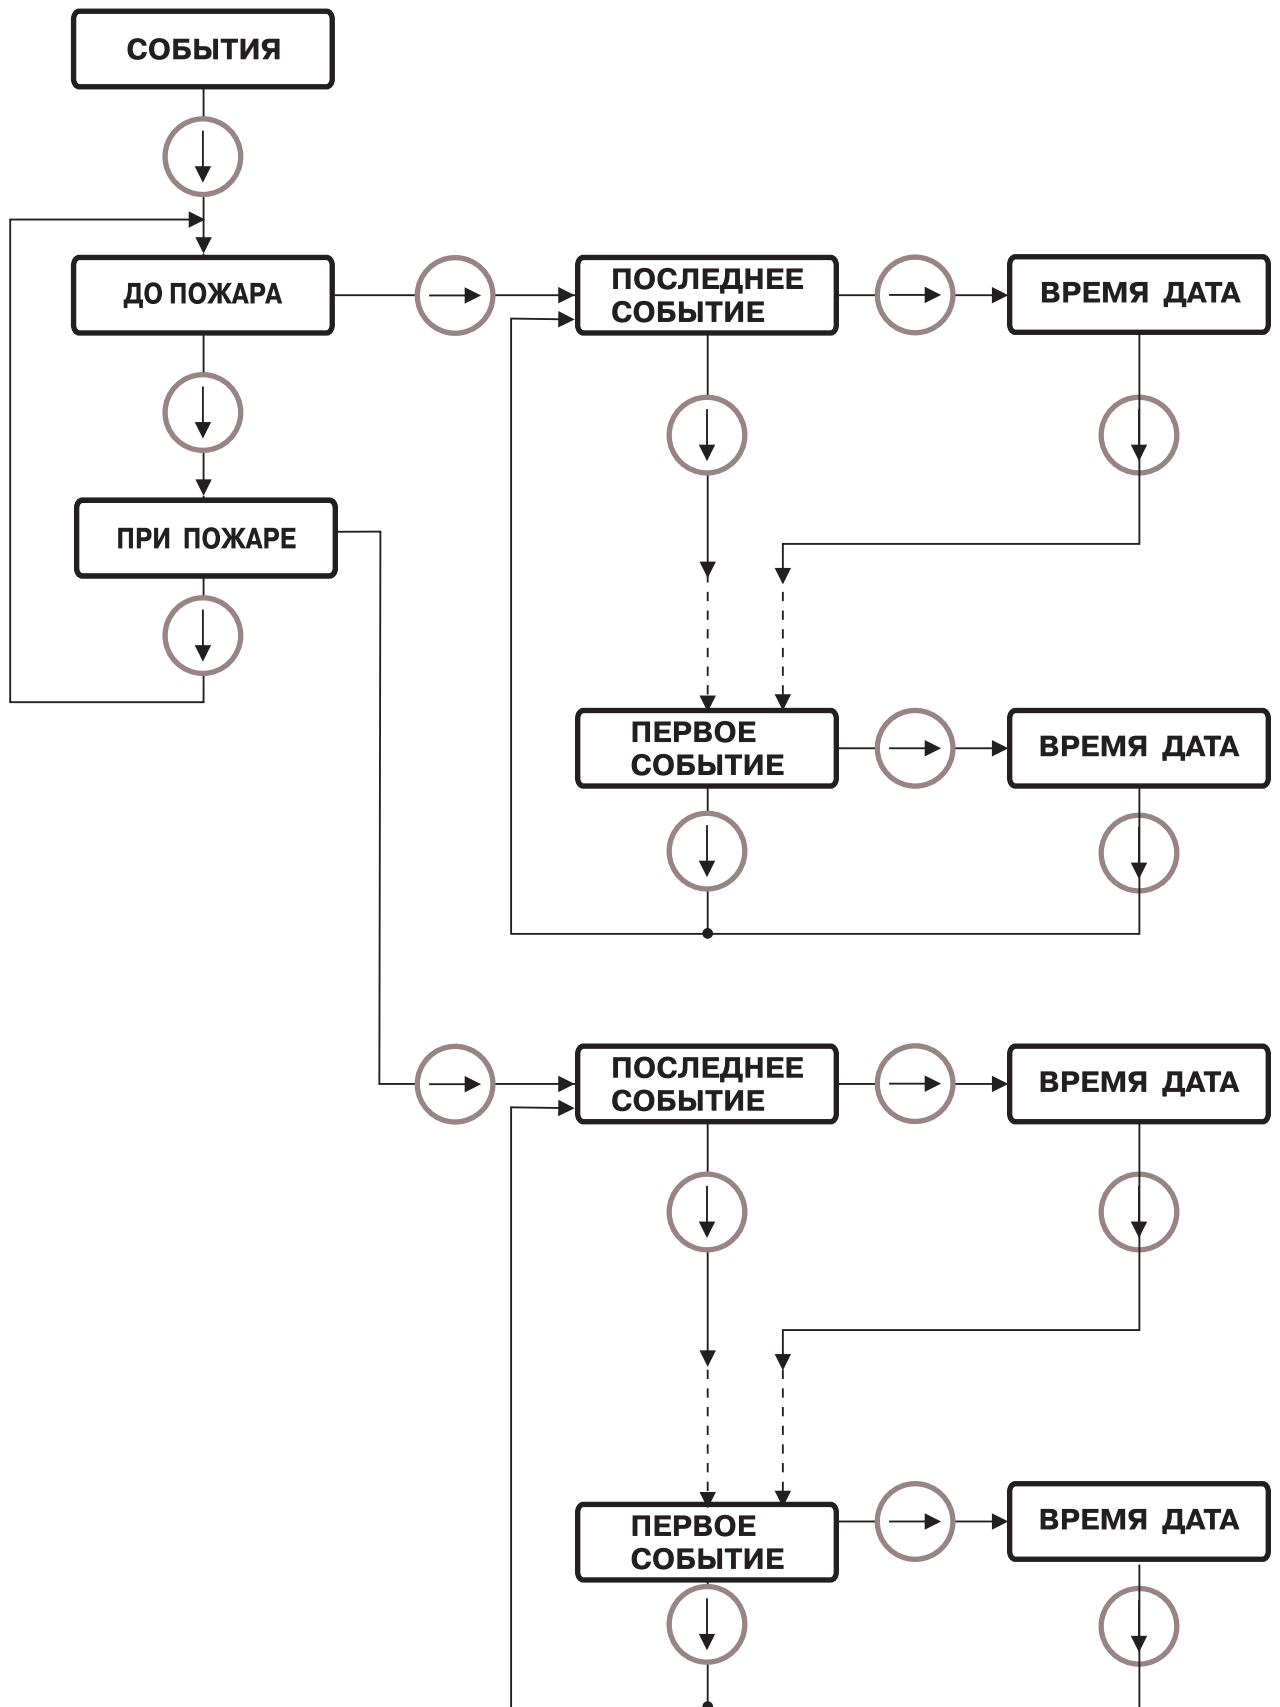 СОБЫТИЯ
ДО ПОЖАРА
ПОСЛЕДНЕЕ
СОБЫТИЕ
ВРЕМЯ ДАТА
ПРИ ПОЖАРЕ
ПЕРВОЕ
СОБЫТИЕ
ВРЕМЯ ДАТА
ПОСЛЕДНЕЕ
СОБЫТИЕ
ВРЕМЯ ДАТА
ПЕРВОЕ
СОБЫТИЕ
ВРЕМЯ ДАТА